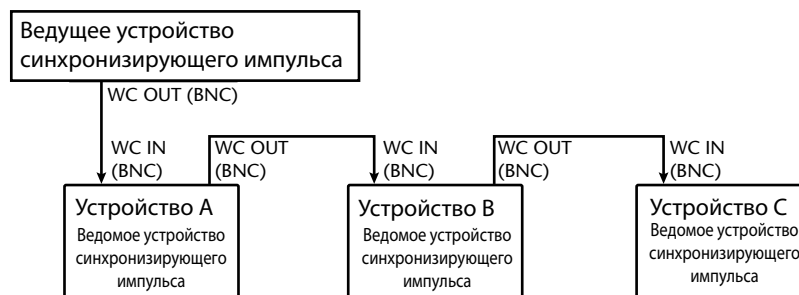 Ведущее устройство
синхронизирующего импульса
WC OUT (BNC)
WC IN
(BNC)
WC OUT
(BNC)
WC IN
(BNC)
WC OUT
(BNC)
WC IN
(BNC)
Устройство A
Ведомое устройство
синхронизирующего
импульса
Устройство B
Ведомое устройство
синхронизирующего
импульса
Устройство C
Ведомое устройство
синхронизирующего
импульса